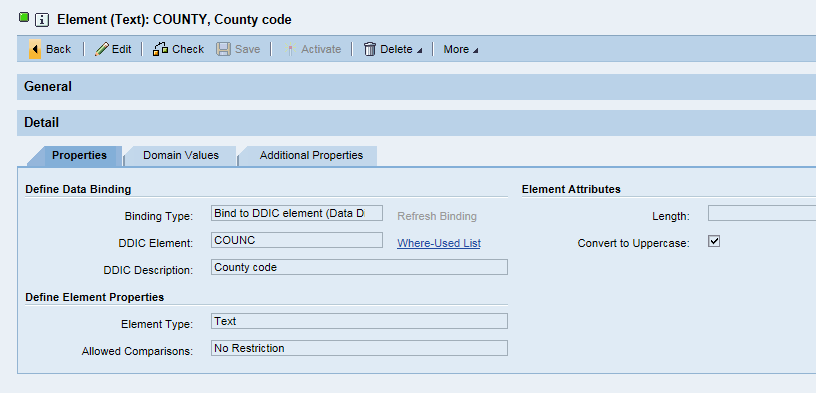 Element (Text): COUNTY, County code
Back Edit Check Save Activate Delete More
General
Detail
Properties Domain Values Additional Properties
Define Data Binding Element Attributes
Binding Type: Bind to DDIC element (Data Di Refresh Binding Length:
DDIC Element: COUNC Where-Used List Convert to Uppercase:
DDIC Description: County code
Define Element Properties
Element Type: Text
Allowed Comparisons: No Restriction